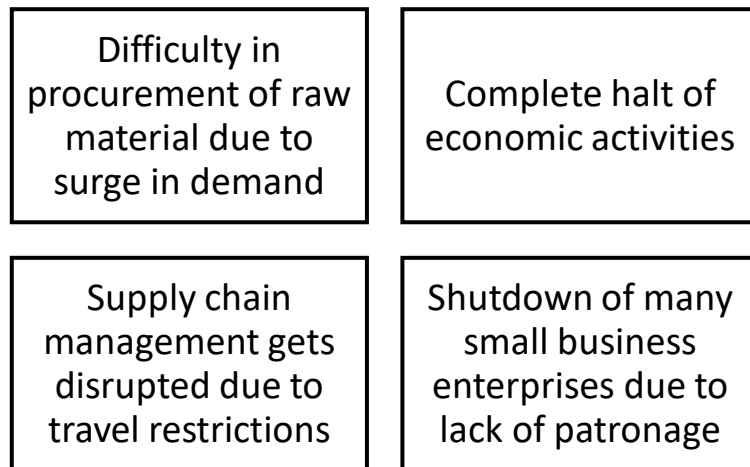 Difficulty in
procurement of raw
material due to
surge in demand
Complete halt of
economic activities
Supply chain
management gets
disrupted due to
travel restrictions
Shutdown of many
small business
enterprises due to
lack of patronage